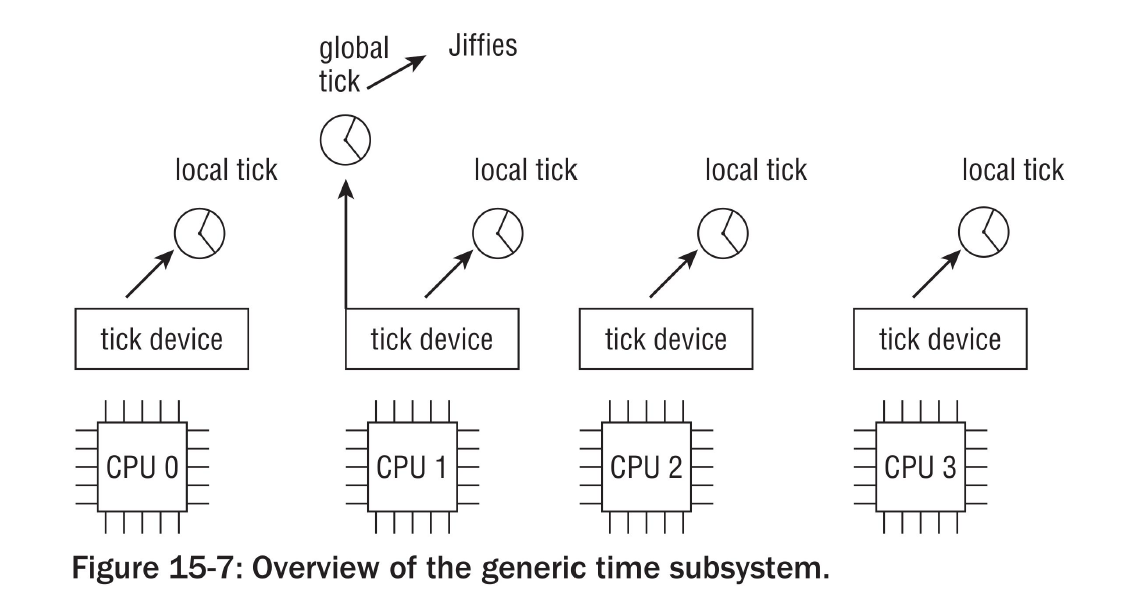 global
tick
Jiffies
local tick
local tick
local tick
local tick
tick device
tick device
tick device
tick device
CPU 0
CPU 1
CPU 2
CPU 3
Figure 15-7: Overview of the generic time subsystem.